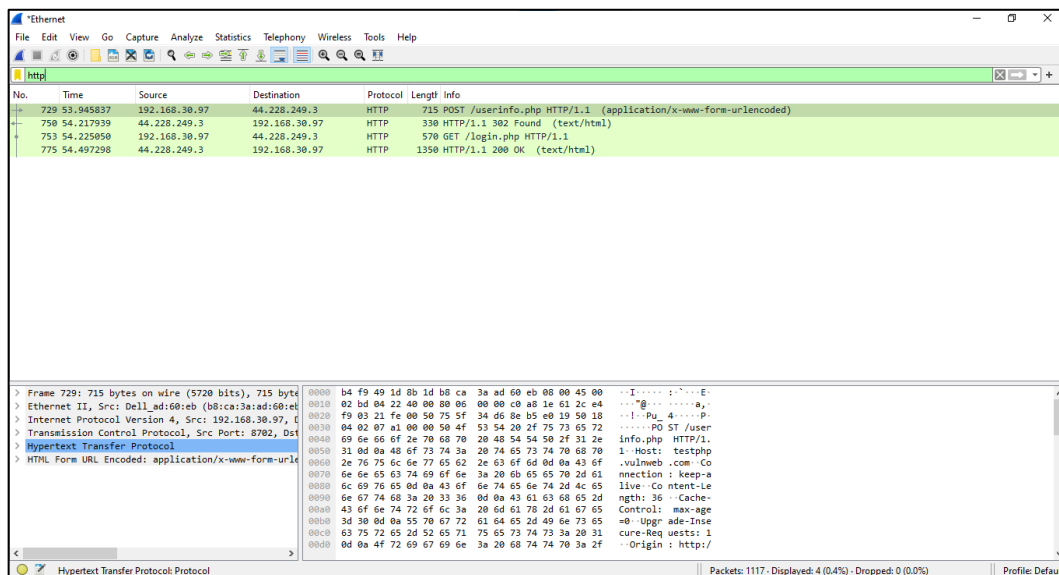 *Ethernet
File Edit View Go Capture Analyze Statistics Telephony Wireless Tools Help
http
No. Time Source Destination Protocol Length Info
729 53.945837 192.168.30.97 44.228.249.3 HTTP 715 POST /userinfo.php HTTP/1.1 (application/x-www-form-urlencoded)
750 54.217939 44.228.249.3 192.168.30.97 HTTP 330 HTTP/1.1 302 Found (text/html)
753 54.225050 192.168.30.97 44.228.249.3 HTTP 570 GET /login.php HTTP/1.1
775 54.497298 44.228.249.3 192.168.30.97 HTTP 1350 HTTP/1.1 200 OK (text/html)
> Frame 729: 715 bytes on wire (5720 bits), 715 byte
> Ethernet II, Src: Dell_ad:60:eb (b8:ca:3a:ad:60:eb
> Internet Protocol Version 4, Src: 192.168.30.97, D
> Transmission Control Protocol, Src Port: 8702, Dst
> Hypertext Transfer Protocol
> HTML Form URL Encoded: application/x-www-form-urle
0000 b4 f9 49 1d 8b 1d b8 ca 3a ad 60 eb 08 00 45 00 ··I····· :·`···E·
0010 02 bd 04 22 40 00 80 06 00 00 c0 a8 1e 61 2c e4 ···"@··· ·····a,·
0020 f9 03 21 fe 00 50 75 5f 34 d6 8e b5 e0 19 50 18 ··!··Pu_ 4·····P·
0030 04 02 07 a1 00 00 50 4f 53 54 20 2f 75 73 65 72 ······PO ST /user
0040 69 6e 66 6f 2e 70 68 70 20 48 54 54 50 2f 31 2e info.php HTTP/1.
0050 31 0d 0a 48 6f 73 74 3a 20 74 65 73 74 70 68 70 1··Host: testphp
0060 2e 76 75 6c 6e 77 65 62 2e 63 6f 6d 0d 0a 43 6f .vulnweb .com··Co
0070 6e 6e 65 63 74 69 6f 6e 3a 20 6b 65 65 70 2d 61 nnection : keep-a
0080 6c 69 76 65 0d 0a 43 6f 6e 74 65 6e 74 2d 4c 65 live··Co ntent-Le
0090 6e 67 74 68 3a 20 33 36 0d 0a 43 61 63 68 65 2d ngth: 36 ··Cache-
00a0 43 6f 6e 74 72 6f 6c 3a 20 6d 61 78 2d 61 67 65 Control: max-age
00b0 3d 30 0d 0a 55 70 67 72 61 64 65 2d 49 6e 73 65 =0··Upgr ade-Inse
00c0 63 75 72 65 2d 52 65 71 75 65 73 74 73 3a 20 31 cure-Req uests: 1
00d0 0d 0a 4f 72 69 67 69 6e 3a 20 68 74 74 70 3a 2f ··Origin : http:/
Hypertext Transfer Protocol: Protocol
Packets: 1117 · Displayed: 4 (0.4%) · Dropped: 0 (0.0%)
Profile: Defau